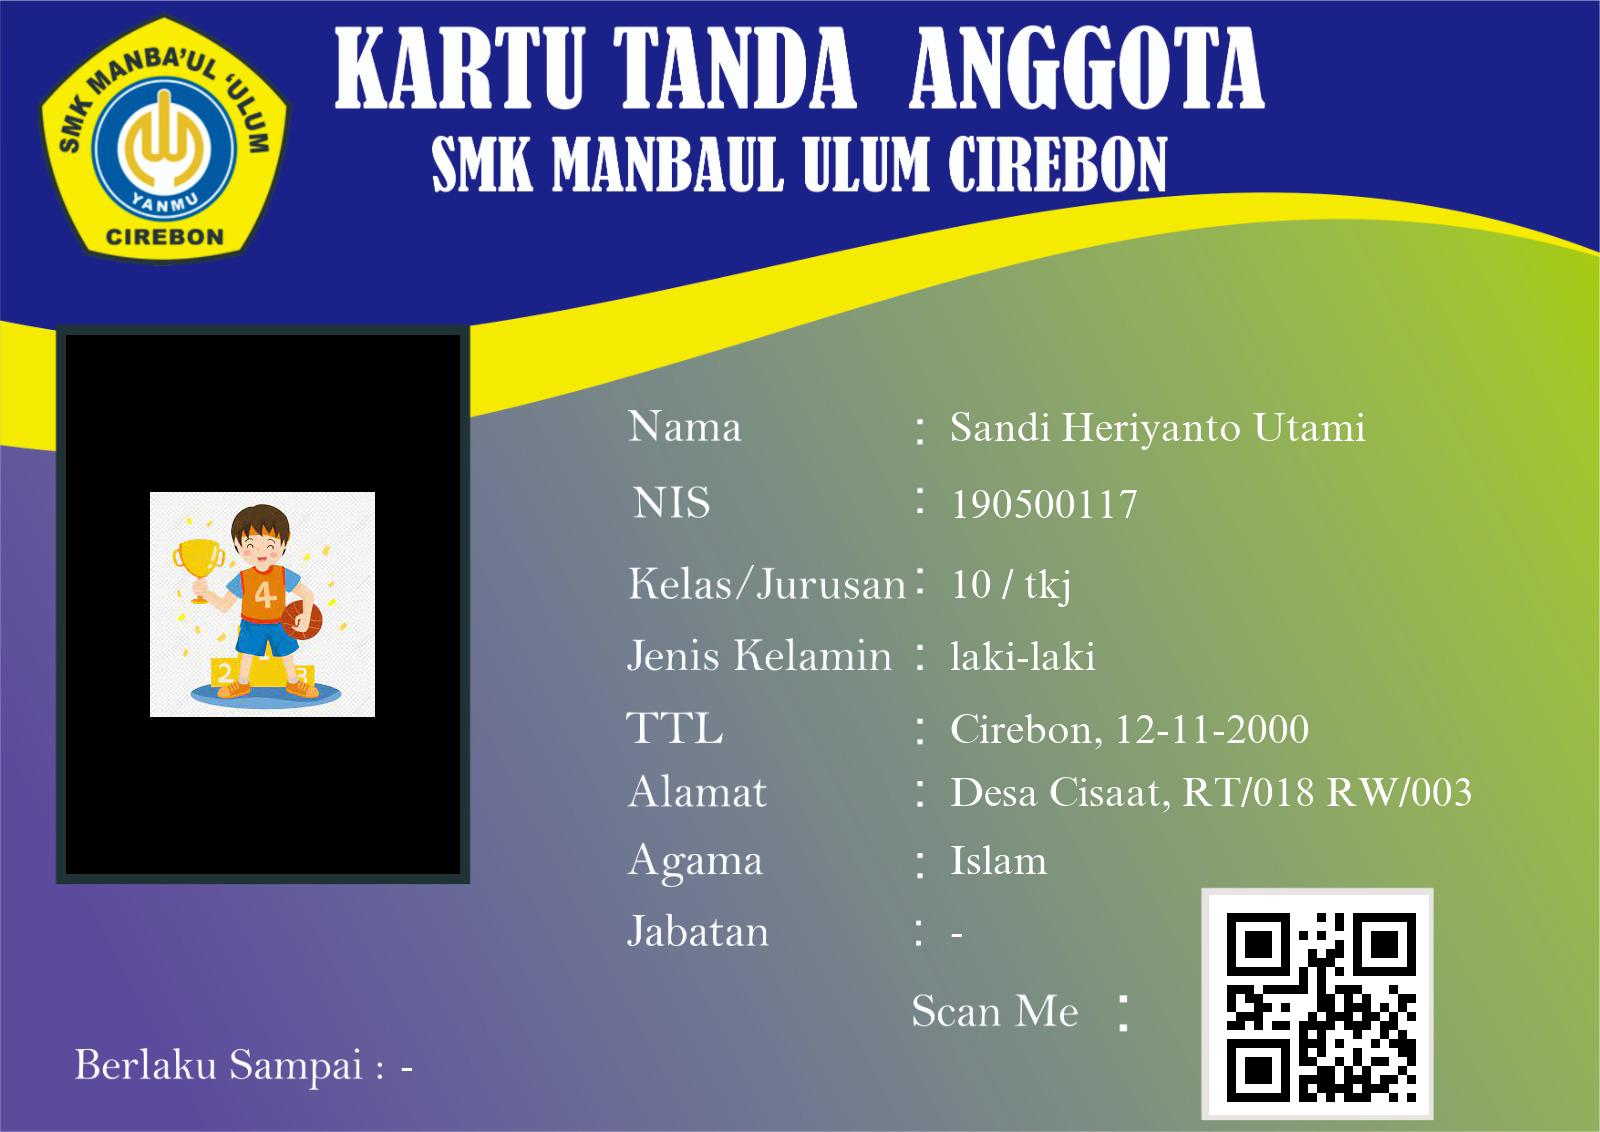 SMK MANBA'UL 'ULUM
YANMU
CIREBON
KARTU TANDA ANGGOTA
SMK MANBAUL ULUM CIREBON
4
2 1 3
Nama : Sandi Heriyanto Utami
NIS : 190500117
Kelas/Jurusan : 10 / tkj
Jenis Kelamin : laki-laki
TTL : Cirebon, 12-11-2000
Alamat : Desa Cisaat, RT/018 RW/003
Agama : Islam
Jabatan : -
Scan Me :
Berlaku Sampai : -